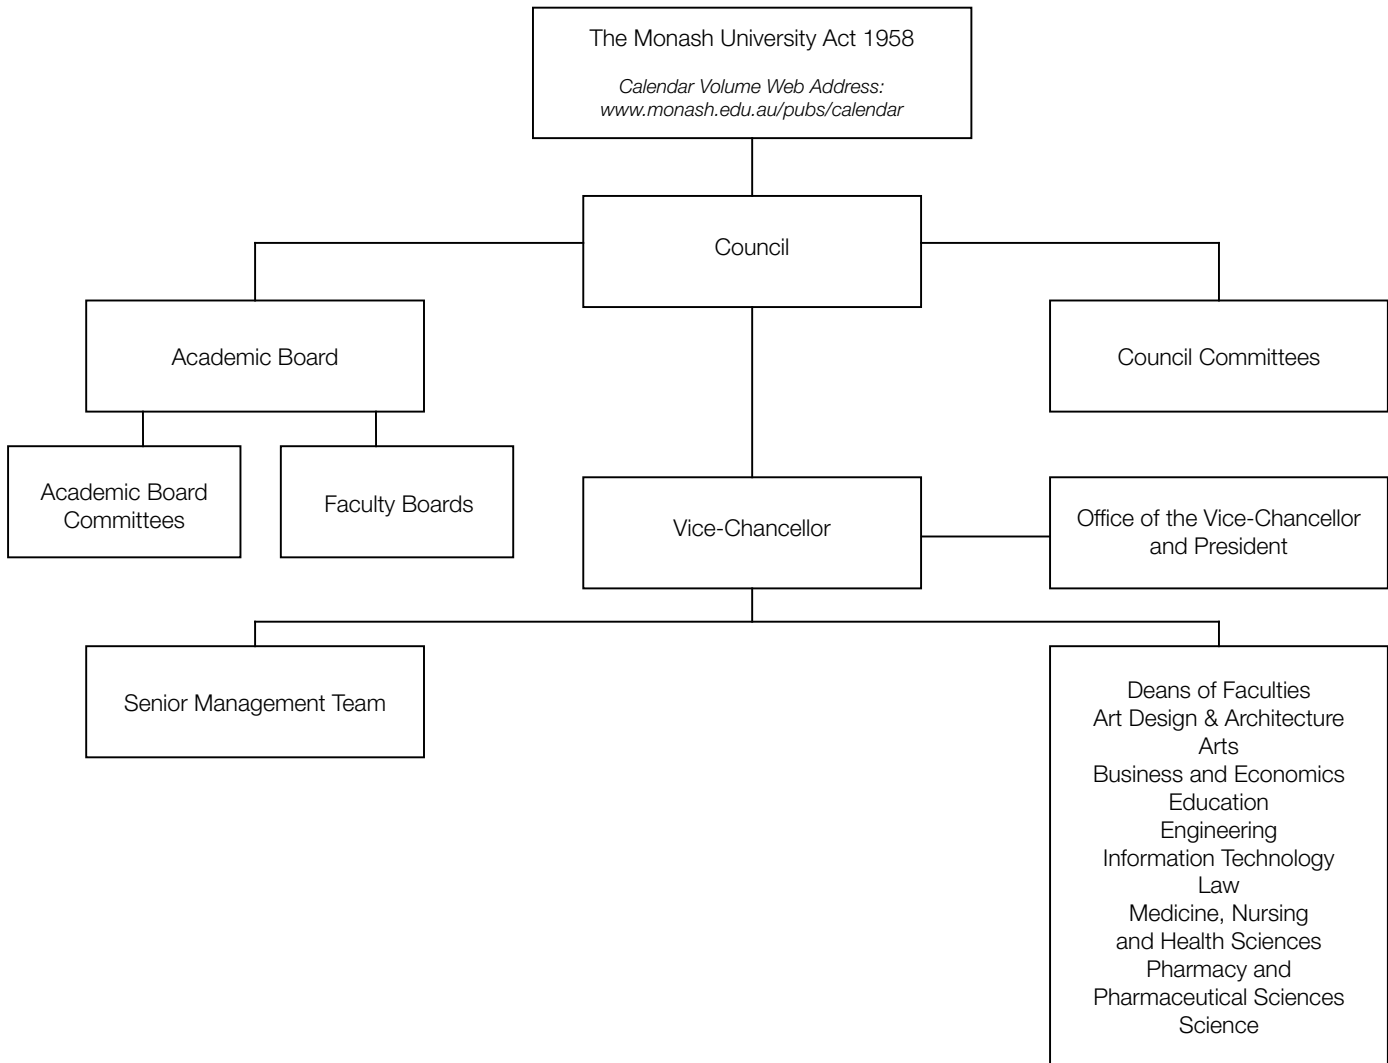 The Monash University Act 1958
Calendar Volume Web Address:
www.monash.edu.au/pubs/calendar
Council
Academic Board
Council Committees
Academic Board
Committees
Faculty Boards
Vice-Chancellor
Office of the Vice-Chancellor
and President
Senior Management Team
Deans of Faculties
Art Design & Architecture
Arts
Business and Economics
Education
Engineering
Information Technology
Law
Medicine, Nursing
and Health Sciences
Pharmacy and
Pharmaceutical Sciences
Science